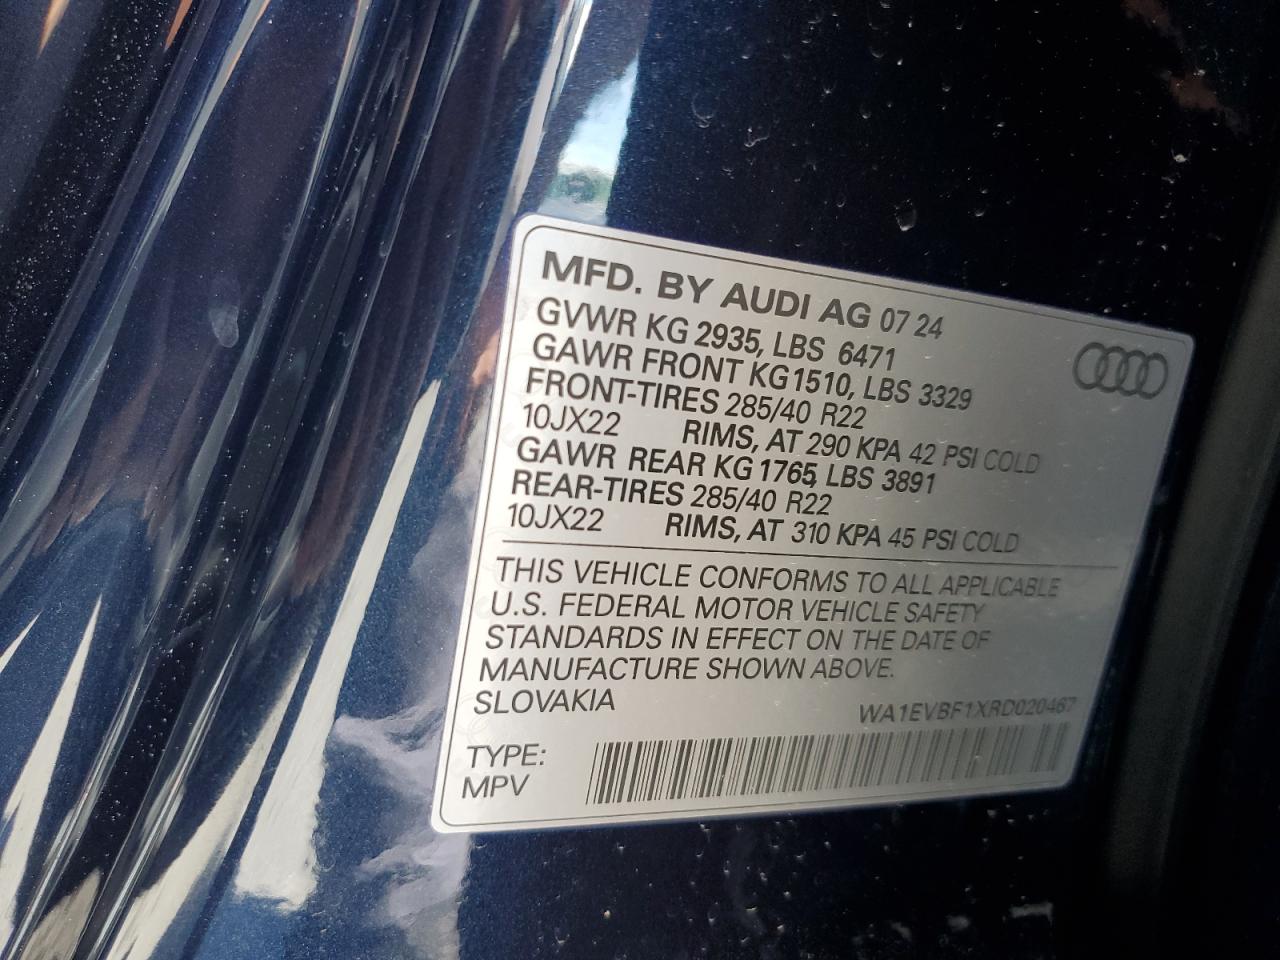 MFD. BY AUDI AG 07 24
GVWR KG 2935, LBS 6471
GAWR FRONT KG1510, LBS 3329
FRONT-TIRES 285/40 R22
10JX22 RIMS, AT 290 KPA 42 PSI COLD
GAWR REAR KG1765, LBS 3891
REAR-TIRES 285/40 R22
10JX22 RIMS, AT 310 KPA 45 PSI COLD
THIS VEHICLE CONFORMS TO ALL APPLICABLE
U.S. FEDERAL MOTOR VEHICLE SAFETY
STANDARDS IN EFFECT ON THE DATE OF
MANUFACTURE SHOWN ABOVE.
SLOVAKIA
WA1EVBF1XRD020467
TYPE:
MPV